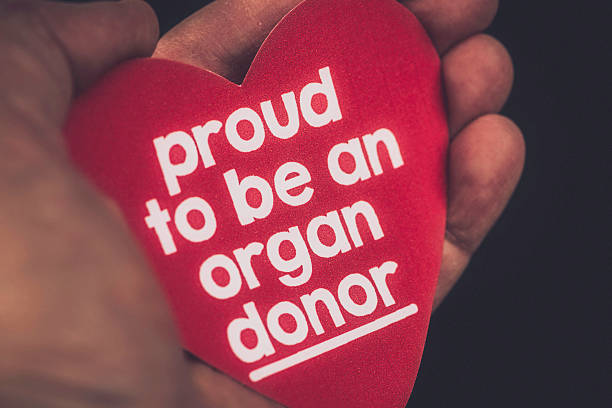 proud
to be an
organ
donor